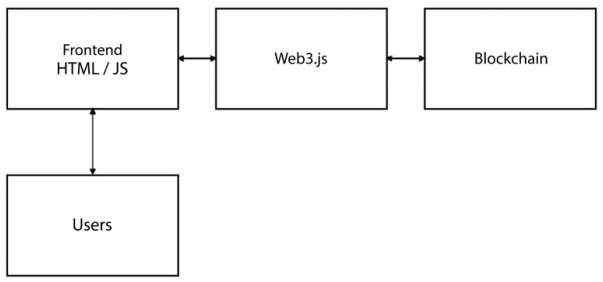 Frontend
HTML / JS
Web3.js
Blockchain
Users